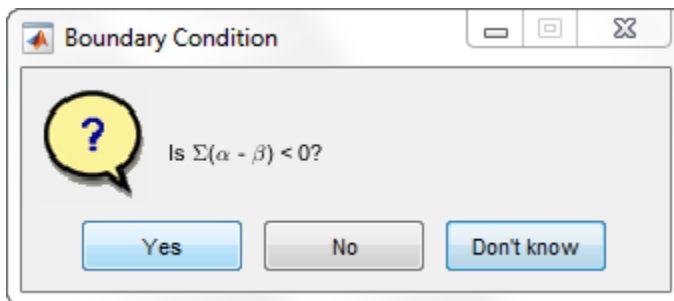 Boundary Condition
?
Is Σ(α - β) < 0?
Yes No Don't know